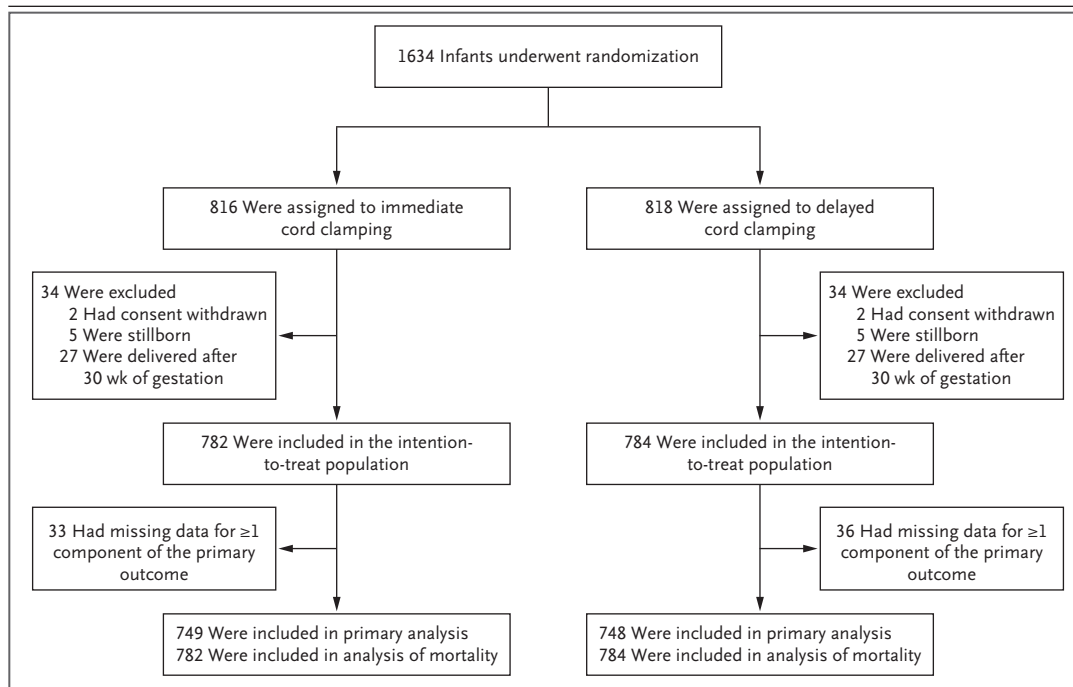 1634 Infants underwent randomization
816 Were assigned to immediate
cord clamping
818 Were assigned to delayed
cord clamping
34 Were excluded
2 Had consent withdrawn
5 Were stillborn
27 Were delivered after
30 wk of gestation
34 Were excluded
2 Had consent withdrawn
5 Were stillborn
27 Were delivered after
30 wk of gestation
782 Were included in the intention-
to-treat population
784 Were included in the intention-
to-treat population
33 Had missing data for ≥1
component of the primary
outcome
36 Had missing data for ≥1
component of the primary
outcome
749 Were included in primary analysis
782 Were included in analysis of mortality
748 Were included in primary analysis
784 Were included in analysis of mortality